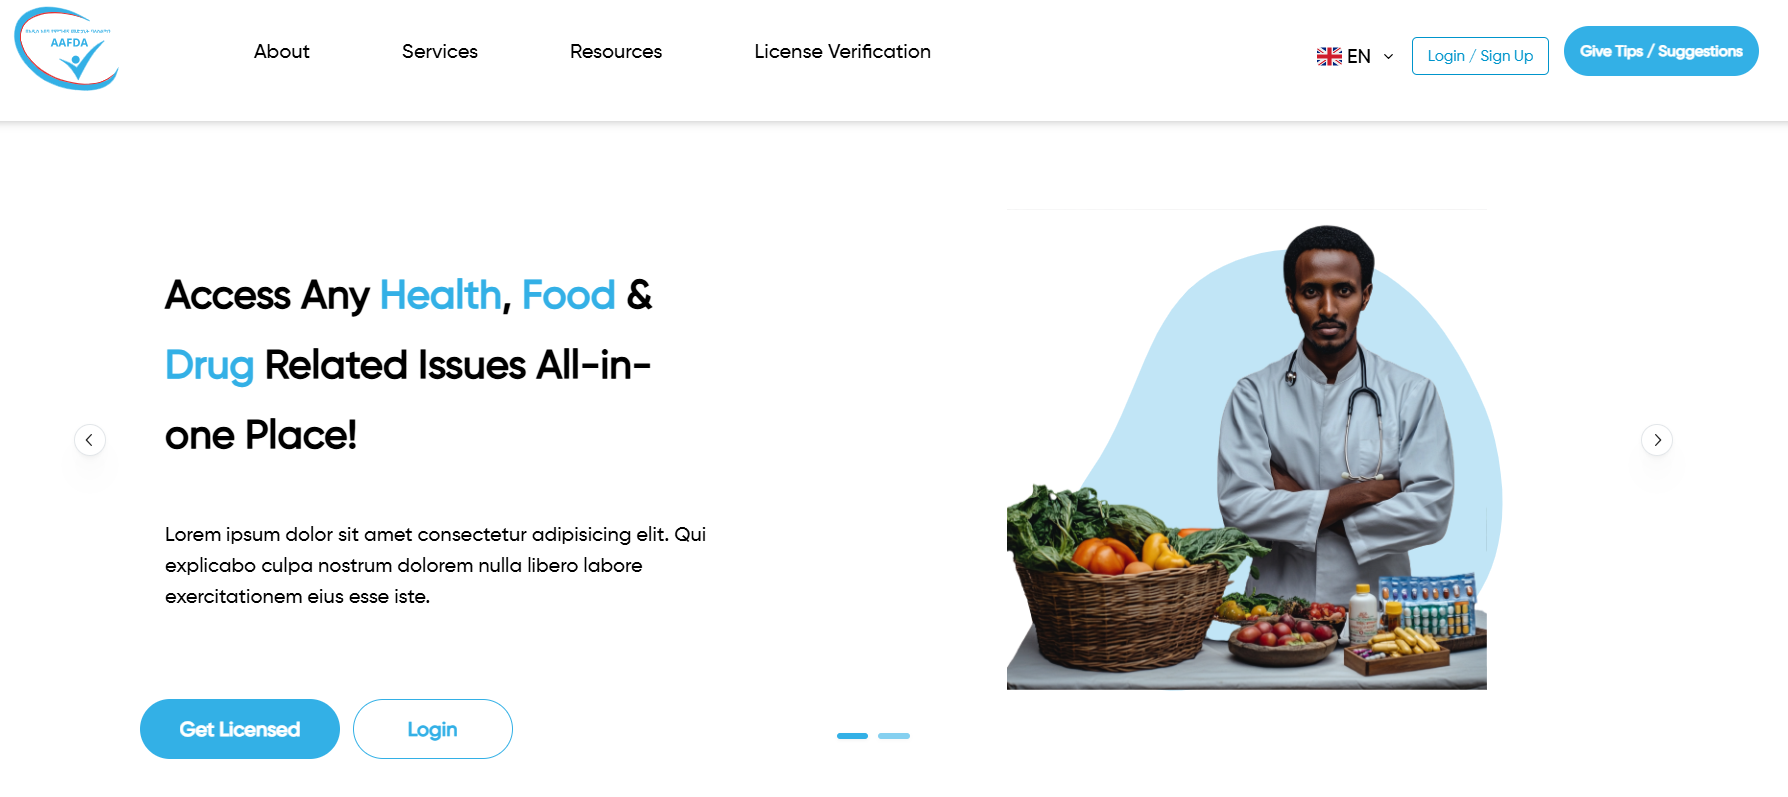 AAFDA
About
Services
Resources
License Verification
EN
Login / Sign Up
Give Tips / Suggestions
Access Any Health, Food &
Drug Related Issues All-in-
one Place!
Lorem ipsum dolor sit amet consectetur adipisicing elit. Qui
explicabo culpa nostrum dolorem nulla libero labore
exercitationem eius esse iste.
Get Licensed
Login